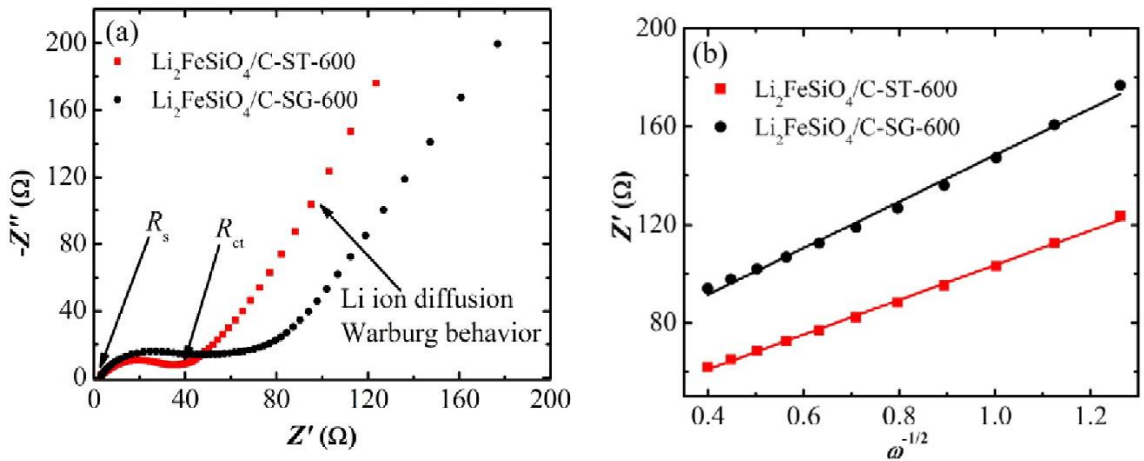 (a)
Li₂FeSiO₄/C-ST-600
Li₂FeSiO₄/C-SG-600
Rₛ
R_ct
Li ion diffusion
Warburg behavior
-Z'' (Ω)
200
160
120
80
40
0
0 40 80 120 160 200
Z' (Ω)
(b)
Li₂FeSiO₄/C-ST-600
Li₂FeSiO₄/C-SG-600
Z' (Ω)
200
160
120
80
0.4 0.6 0.8 1.0 1.2
ω⁻¹/²